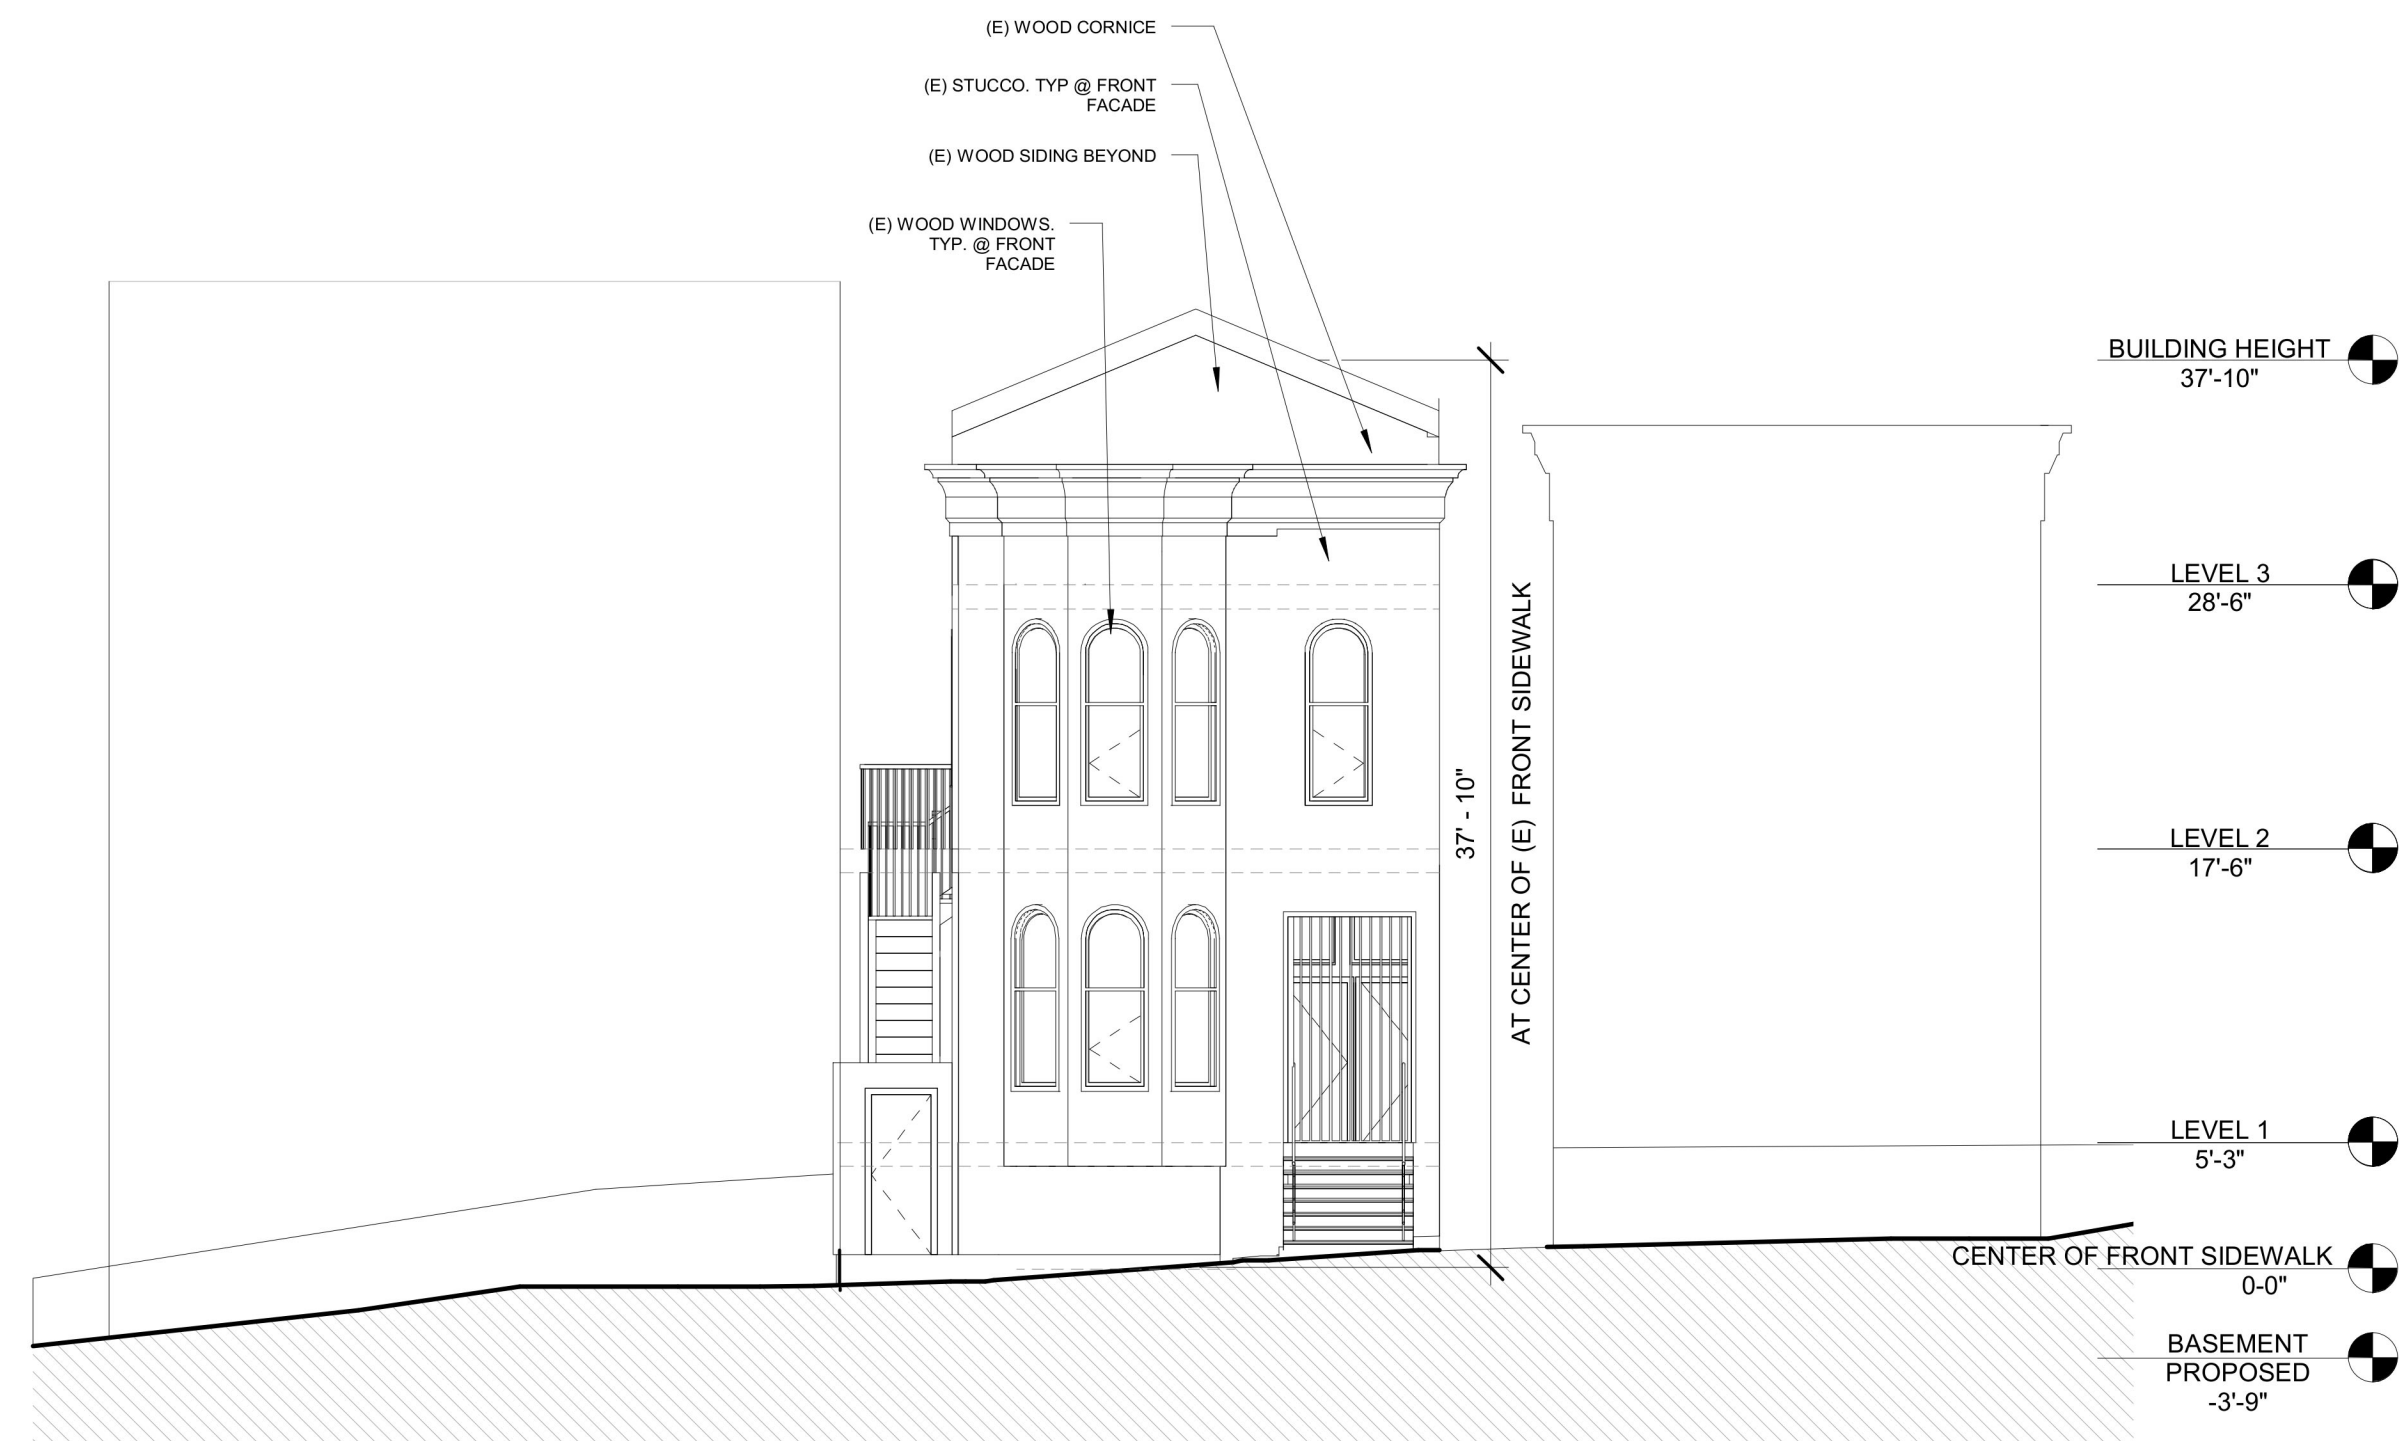 (E) WOOD CORNICE
(E) STUCCO. TYP @ FRONT
FACADE
(E) WOOD SIDING BEYOND
(E) WOOD WINDOWS.
TYP. @ FRONT
FACADE
37' - 10"
AT CENTER OF (E) FRONT SIDEWALK
BUILDING HEIGHT
37'-10"
LEVEL 3
28'-6"
LEVEL 2
17'-6"
LEVEL 1
5'-3"
CENTER OF FRONT SIDEWALK
0-0"
BASEMENT
PROPOSED
-3'-9"